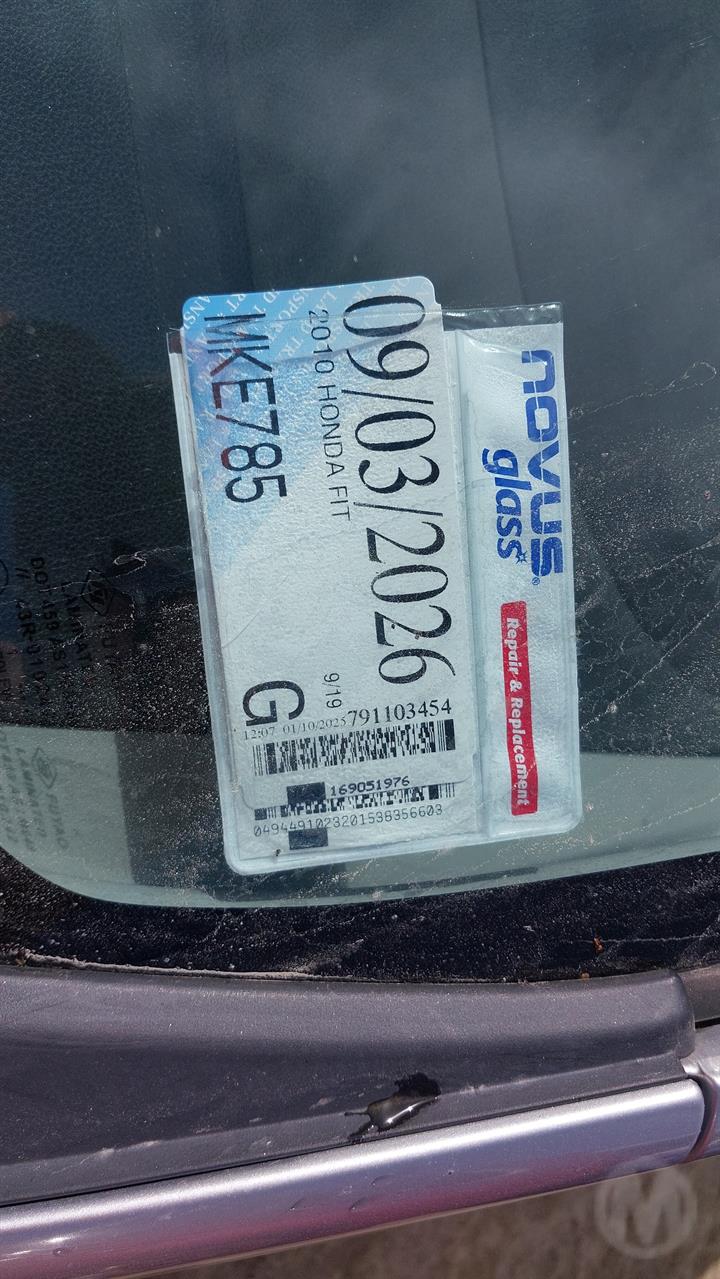 09/03/2026
2010 HONDA FIT
9/19
MKE785
G
791103454
12:07 01/10/2025
169051976
0494491023201538356603
novus
glass
Repair & Replacement
M